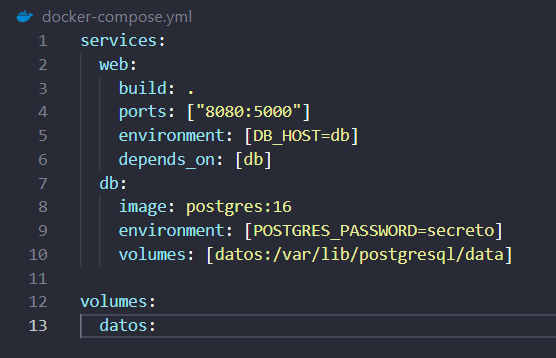 docker-compose.yml
1 services:
2   web:
3     build: .
4     ports: ["8080:5000"]
5     environment: [DB_HOST=db]
6     depends_on: [db]
7   db:
8     image: postgres:16
9     environment: [POSTGRES_PASSWORD=secreto]
10     volumes: [datos:/var/lib/postgresql/data]
11
12 volumes:
13   datos: